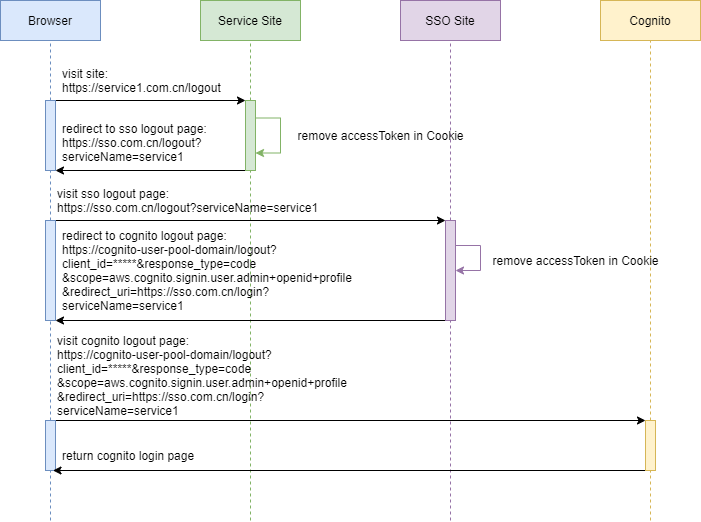 Browser
Service Site
SSO Site
Cognito
visit site:
https://service1.com.cn/logout
redirect to sso logout page:
https://sso.com.cn/logout?
serviceName=service1
remove accessToken in Cookie
visit sso logout page:
https://sso.com.cn/logout?serviceName=service1
redirect to cognito logout page:
https://cognito-user-pool-domain/logout?
client_id=*****&response_type=code
&scope=aws.cognito.signin.user.admin+openid+profile
&redirect_uri=https://sso.com.cn/login?
serviceName=service1
remove accessToken in Cookie
visit cognito logout page:
https://cognito-user-pool-domain/logout?
client_id=*****&response_type=code
&scope=aws.cognito.signin.user.admin+openid+profile
&redirect_uri=https://sso.com.cn/login?
serviceName=service1
return cognito login page